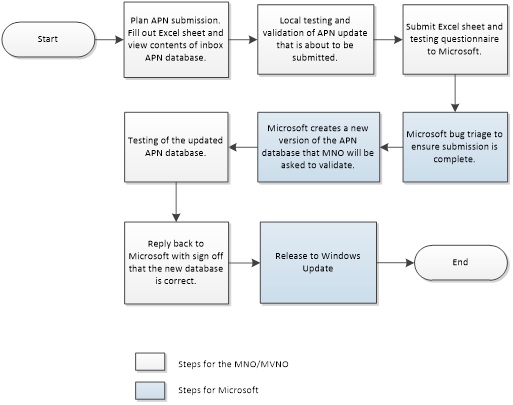 Start
Plan APN submission.
Fill out Excel sheet and
view contents of inbox
APN database.
Local testing and
validation of APN update
that is about to be
submitted.
Submit Excel sheet and
testing questionnaire
to Microsoft.
Testing of the updated
APN database.
Microsoft creates a new
version of the APN
database that MNO will be
asked to validate.
Microsoft bug triage to
ensure submission is
complete.
Reply back to
Microsoft with sign off
that the new database
is correct.
Release to Windows
Update
End
Steps for the MNO/MVNO
Steps for Microsoft